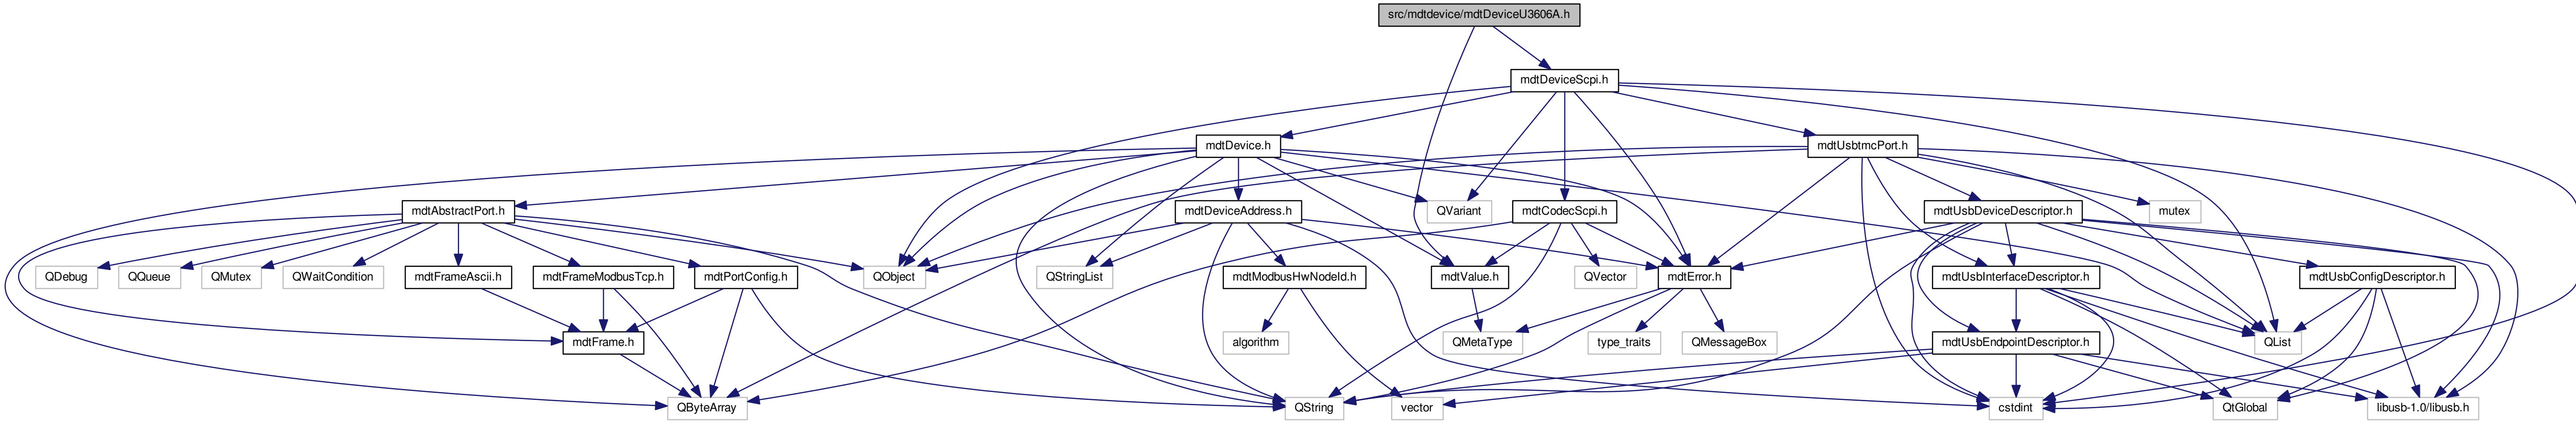 src/mdtdevice/mdtDeviceU3606A.h
mdtDeviceScpi.h
mdtDevice.h
mdtUsbtmcPort.h
mdtAbstractPort.h
mdtDeviceAddress.h
QVariant
mdtCodecScpi.h
mdtUsbDeviceDescriptor.h
mutex
QDebug
QQueue
QMutex
QWaitCondition
mdtFrameAscii.h
mdtFrameModbusTcp.h
mdtPortConfig.h
QObject
QStringList
mdtModbusHwNodeId.h
mdtValue.h
QVector
mdtError.h
mdtUsbInterfaceDescriptor.h
mdtUsbConfigDescriptor.h
mdtFrame.h
algorithm
QMetaType
type_traits
QMessageBox
mdtUsbEndpointDescriptor.h
QList
QByteArray
QString
vector
cstdint
QtGlobal
libusb-1.0/libusb.h